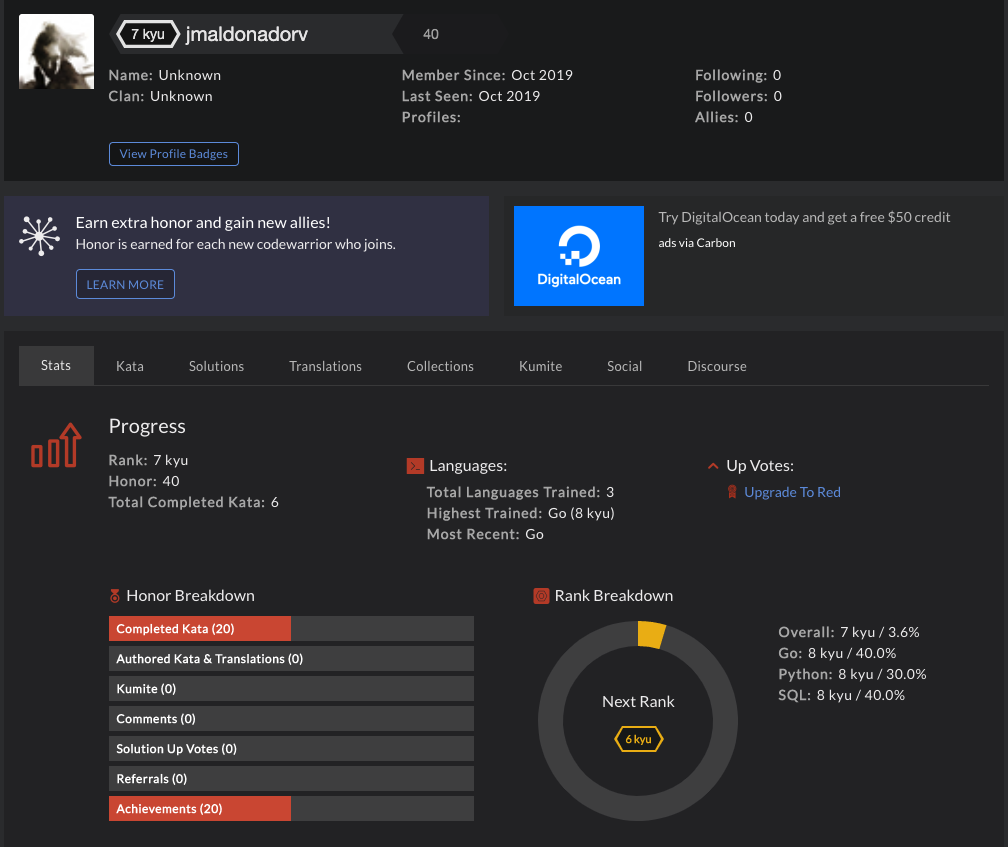 7 kyu jmaldonadorv 40
Name: Unknown
Clan: Unknown
Member Since: Oct 2019
Last Seen: Oct 2019
Profiles:
Following: 0
Followers: 0
Allies: 0
View Profile Badges
Earn extra honor and gain new allies!
Honor is earned for each new codewarrior who joins.
LEARN MORE
DigitalOcean
Try DigitalOcean today and get a free $50 credit
ads via Carbon
Stats Kata Solutions Translations Collections Kumite Social Discourse
Progress
Rank: 7 kyu
Honor: 40
Total Completed Kata: 6
Languages:
Total Languages Trained: 3
Highest Trained: Go (8 kyu)
Most Recent: Go
Up Votes:
Upgrade To Red
Honor Breakdown
Completed Kata (20)
Authored Kata & Translations (0)
Kumite (0)
Comments (0)
Solution Up Votes (0)
Referrals (0)
Achievements (20)
Rank Breakdown
Next Rank
6 kyu
Overall: 7 kyu / 3.6%
Go: 8 kyu / 40.0%
Python: 8 kyu / 30.0%
SQL: 8 kyu / 40.0%